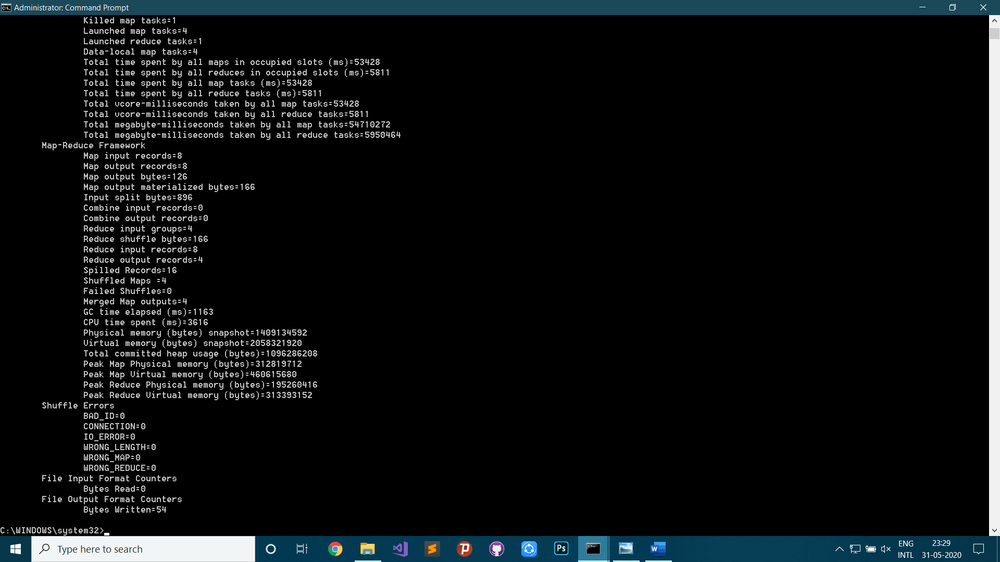 Administrator: Command Prompt
Killed map tasks=1
Launched map tasks=4
Launched reduce tasks=1
Data-local map tasks=4
Total time spent by all maps in occupied slots (ms)=53428
Total time spent by all reduces in occupied slots (ms)=5811
Total time spent by all map tasks (ms)=53428
Total time spent by all reduce tasks (ms)=5811
Total vcore-milliseconds taken by all map tasks=53428
Total vcore-milliseconds taken by all reduce tasks=5811
Total megabyte-milliseconds taken by all map tasks=54710272
Total megabyte-milliseconds taken by all reduce tasks=5950464
Map-Reduce Framework
Map input records=8
Map output records=8
Map output bytes=126
Map output materialized bytes=166
Input split bytes=896
Combine input records=0
Combine output records=0
Reduce input groups=4
Reduce shuffle bytes=166
Reduce input records=8
Reduce output records=4
Spilled Records=16
Shuffled Maps =4
Failed Shuffles=0
Merged Map outputs=4
GC time elapsed (ms)=1163
CPU time spent (ms)=3616
Physical memory (bytes) snapshot=1409134592
Virtual memory (bytes) snapshot=2058321920
Total committed heap usage (bytes)=1096286208
Peak Map Physical memory (bytes)=312819712
Peak Map Virtual memory (bytes)=460615680
Peak Reduce Physical memory (bytes)=195260416
Peak Reduce Virtual memory (bytes)=313393152
Shuffle Errors
BAD_ID=0
CONNECTION=0
IO_ERROR=0
WRONG_LENGTH=0
WRONG_MAP=0
WRONG_REDUCE=0
File Input Format Counters
Bytes Read=0
File Output Format Counters
Bytes Written=54
C:\WINDOWS\system32>
Type here to search
Ps
W
ENG
INTL
23:29
31-05-2020